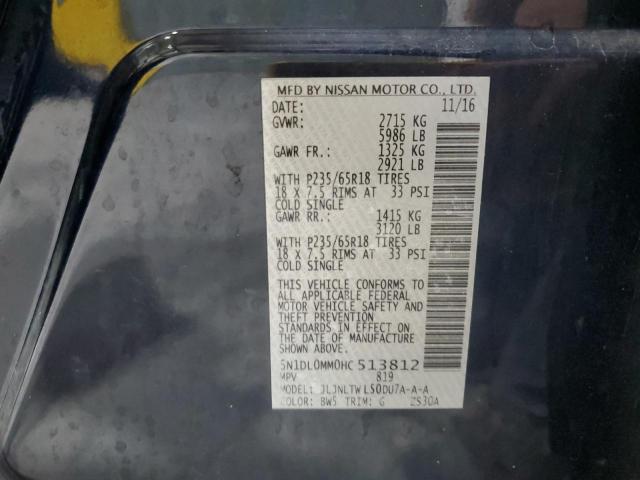 MFD BY NISSAN MOTOR CO., LTD.
DATE: 11/16
GVWR: 2715 KG
5986 LB
GAWR FR.: 1325 KG
2921 LB
WITH P235/65R18 TIRES
18 X 7.5 RIMS AT 33 PSI
COLD SINGLE
GAWR RR.: 1415 KG
3120 LB
WITH P235/65R18 TIRES
18 X 7.5 RIMS AT 33 PSI
COLD SINGLE
THIS VEHICLE CONFORMS TO
ALL APPLICABLE FEDERAL
MOTOR VEHICLE SAFETY AND
THEFT PREVENTION
STANDARDS IN EFFECT ON
THE DATE OF MANUFACTURE
SHOWN ABOVE.
5N1DL0MM0HC513812
MPV 819
MODEL: JLJNLTWLS0DU7A-A-A
COLOR: BW5 TRIM: G ZS30A